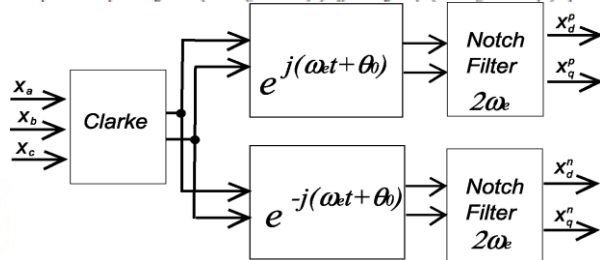 x_a
x_b
x_c
Clarke
e^{j(ω_e t+θ_0)}
Notch
Filter
2ω_e
x_d^p
x_q^p
e^{-j(ω_e t+θ_0)}
Notch
Filter
2ω_e
x_d^n
x_q^n